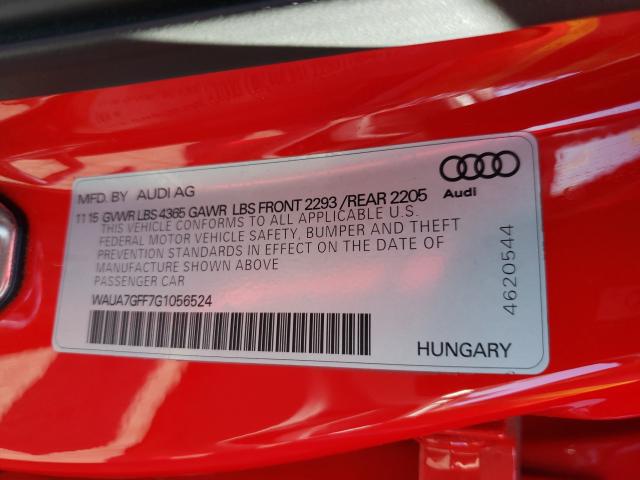 MFD. BY AUDI AG
Audi
11 15 GVWR LBS 4365 GAWR LBS FRONT 2293 /REAR 2205
THIS VEHICLE CONFORMS TO ALL APPLICABLE U.S.
FEDERAL MOTOR VEHICLE SAFETY, BUMPER AND THEFT
PREVENTION STANDARDS IN EFFECT ON THE DATE OF
MANUFACTURE SHOWN ABOVE
PASSENGER CAR
WAUA7GFF7G1056524
HUNGARY
4620544